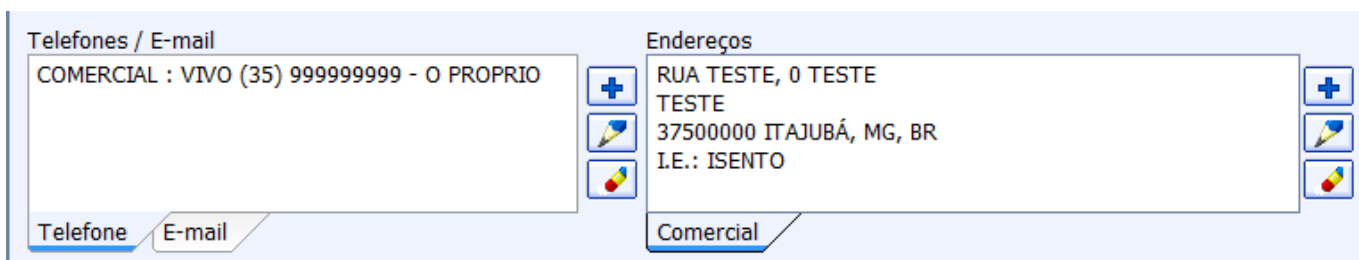 Telefones / E-mail
COMERCIAL : VIVO (35) 999999999 - O PROPRIO
Telefone
E-mail
Endereços
RUA TESTE, 0 TESTE
TESTE
37500000 ITAJUBÁ, MG, BR
I.E.: ISENTO
Comercial